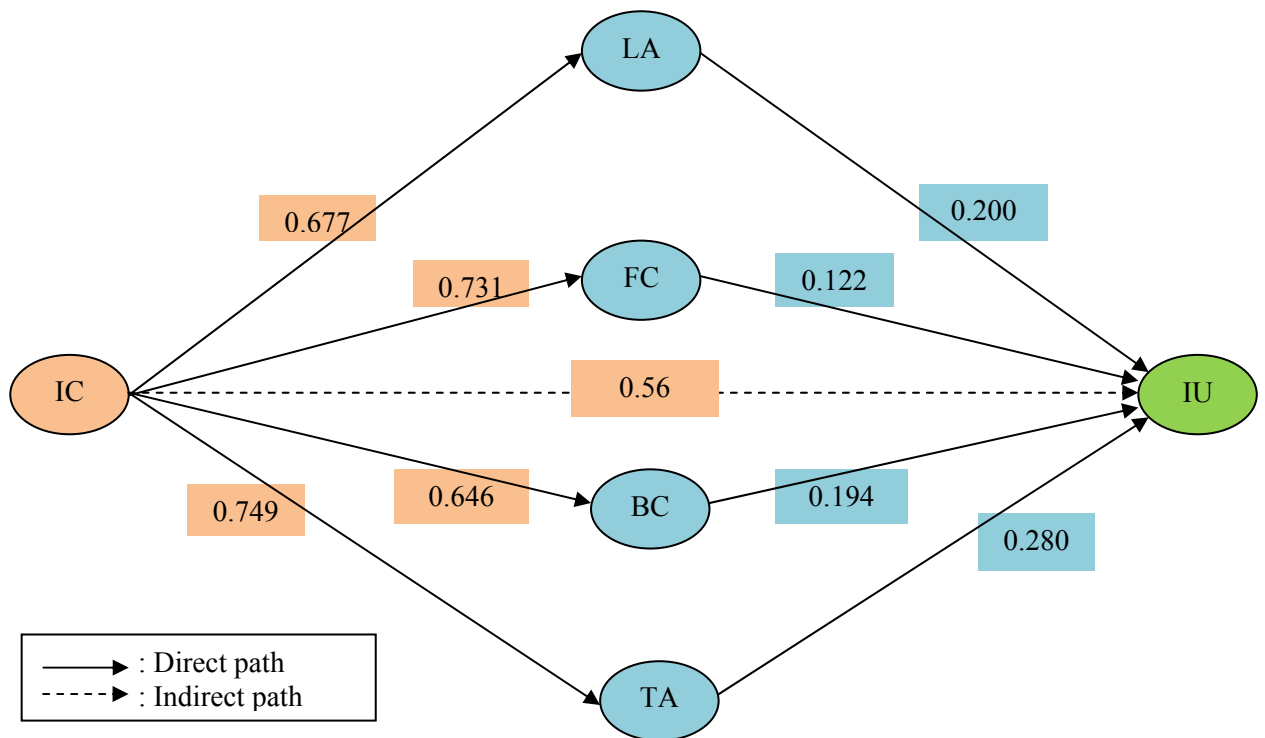 LA
0.677
0.200
0.731
FC
0.122
IC
0.56
IU
0.749
0.646
BC
0.194
0.280
: Direct path
: Indirect path
TA